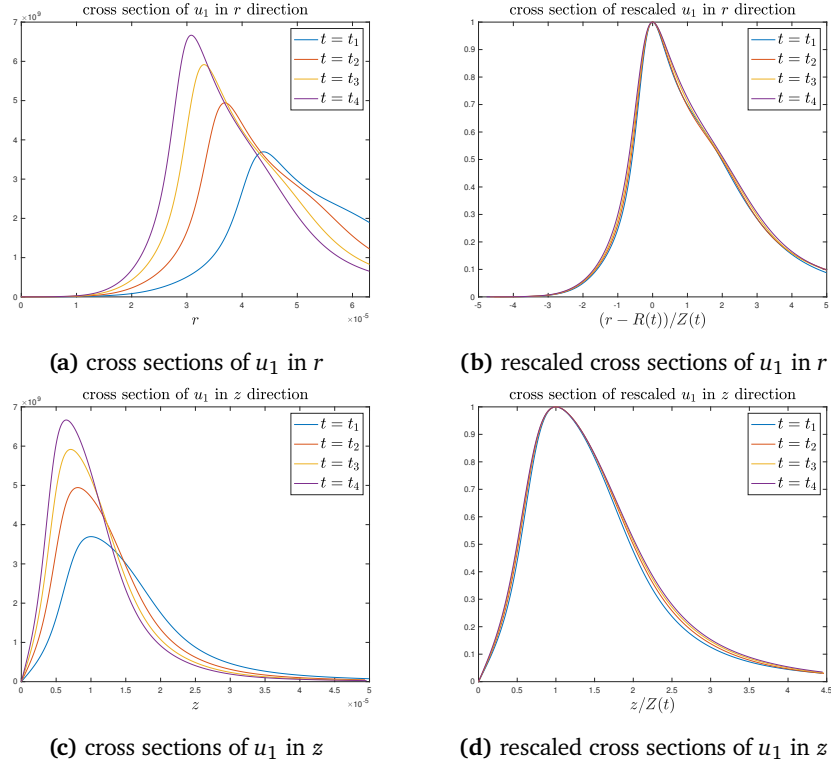 cross section of u₁ in r direction
×10⁹
7
6
5
4
3
2
1
0
0 1 2 3 4 5 6
×10⁻⁵
r
t = t₁
t = t₂
t = t₃
t = t₄
(a) cross sections of u₁ in r
cross section of rescaled u₁ in r direction
1
0.9
0.8
0.7
0.6
0.5
0.4
0.3
0.2
0.1
0
-5 -4 -3 -2 -1 0 1 2 3 4 5
(r − R(t))/Z(t)
t = t₁
t = t₂
t = t₃
t = t₄
(b) rescaled cross sections of u₁ in r
cross section of u₁ in z direction
×10⁹
7
6
5
4
3
2
1
0
0 0.5 1 1.5 2 2.5 3 3.5 4 4.5 5
×10⁻⁵
z
t = t₁
t = t₂
t = t₃
t = t₄
(c) cross sections of u₁ in z
cross section of rescaled u₁ in z direction
1
0.9
0.8
0.7
0.6
0.5
0.4
0.3
0.2
0.1
0
0 0.5 1 1.5 2 2.5 3 3.5 4 4.5
z/Z(t)
t = t₁
t = t₂
t = t₃
t = t₄
(d) rescaled cross sections of u₁ in z